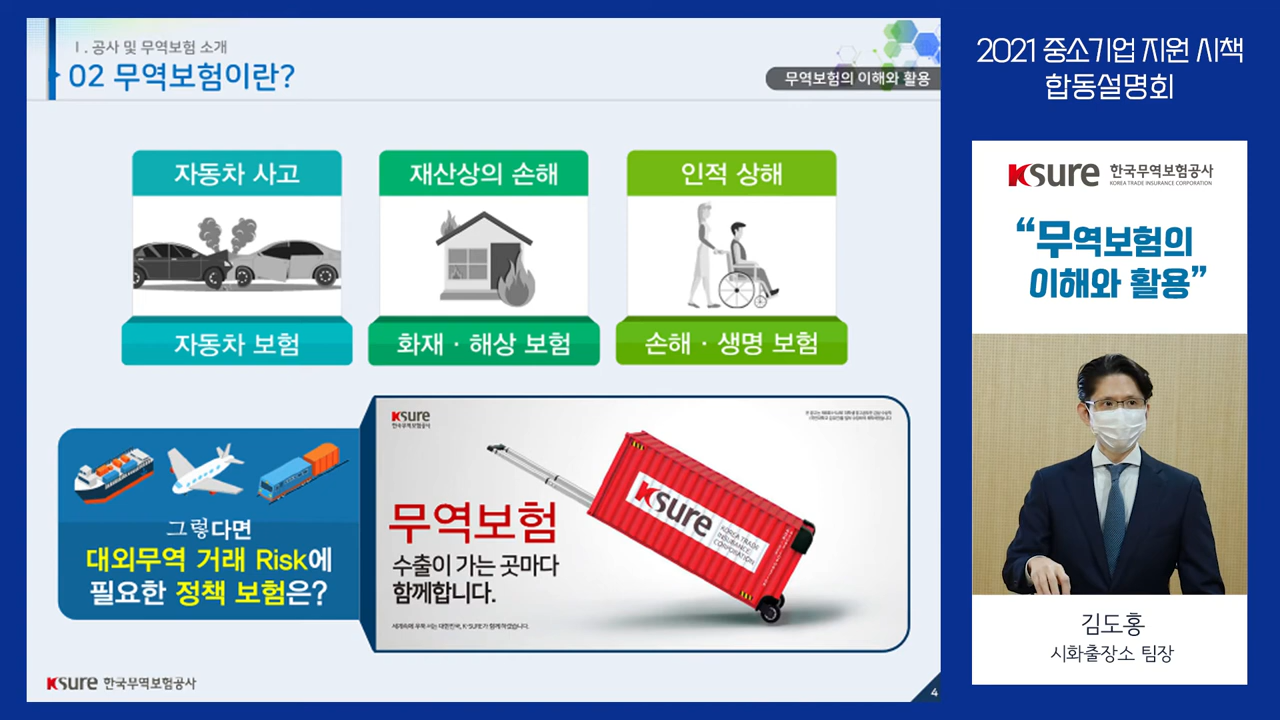 Ⅰ. 공사 및 무역보험 소개
02 무역보험이란?
무역보험의 이해와 활용
자동차 사고
재산상의 손해
인적 상해
자동차 보험
화재 · 해상 보험
손해 · 생명 보험
그렇다면
대외무역 거래 Risk에
필요한 정책 보험은?
Ksure
한국무역보험공사
무역보험
수출이 가는 곳마다
함께합니다.
Ksure
KOREA TRADE
INSURANCE
CORPORATION
Ksure 한국무역보험공사
4
2021 중소기업 지원 시책
합동설명회
Ksure 한국무역보험공사
KOREA TRADE INSURANCE CORPORATION
“무역보험의
이해와 활용”
김도홍
시화출장소 팀장